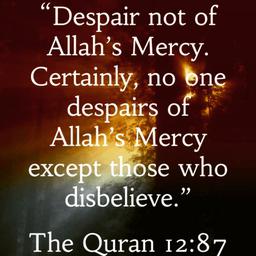 “Despair not of
Allah’s Mercy.
Certainly, no one
despairs of
Allah’s Mercy
except those who
disbelieve.”
The Quran 12:87